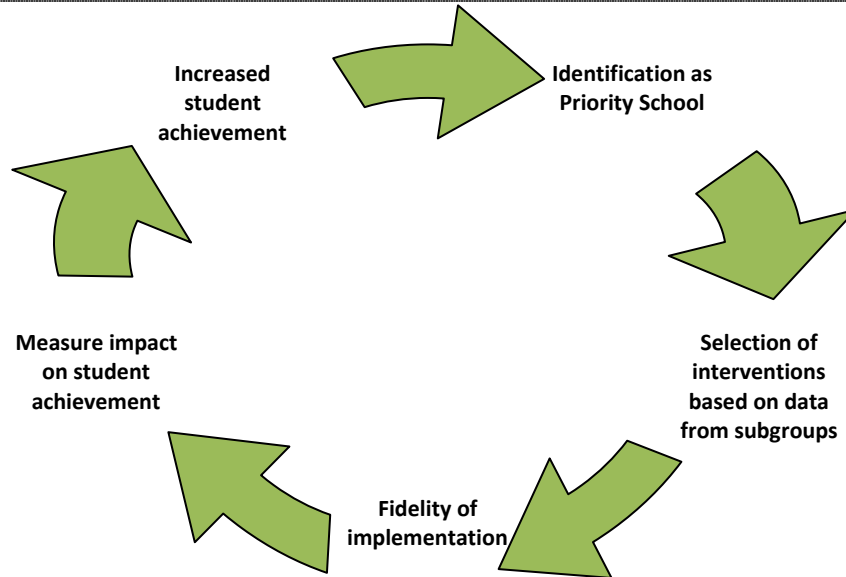 Increased
student
achievement
Identification as
Priority School
Selection of
interventions
based on data
from subgroups
Fidelity of
implementation
Measure impact
on student
achievement